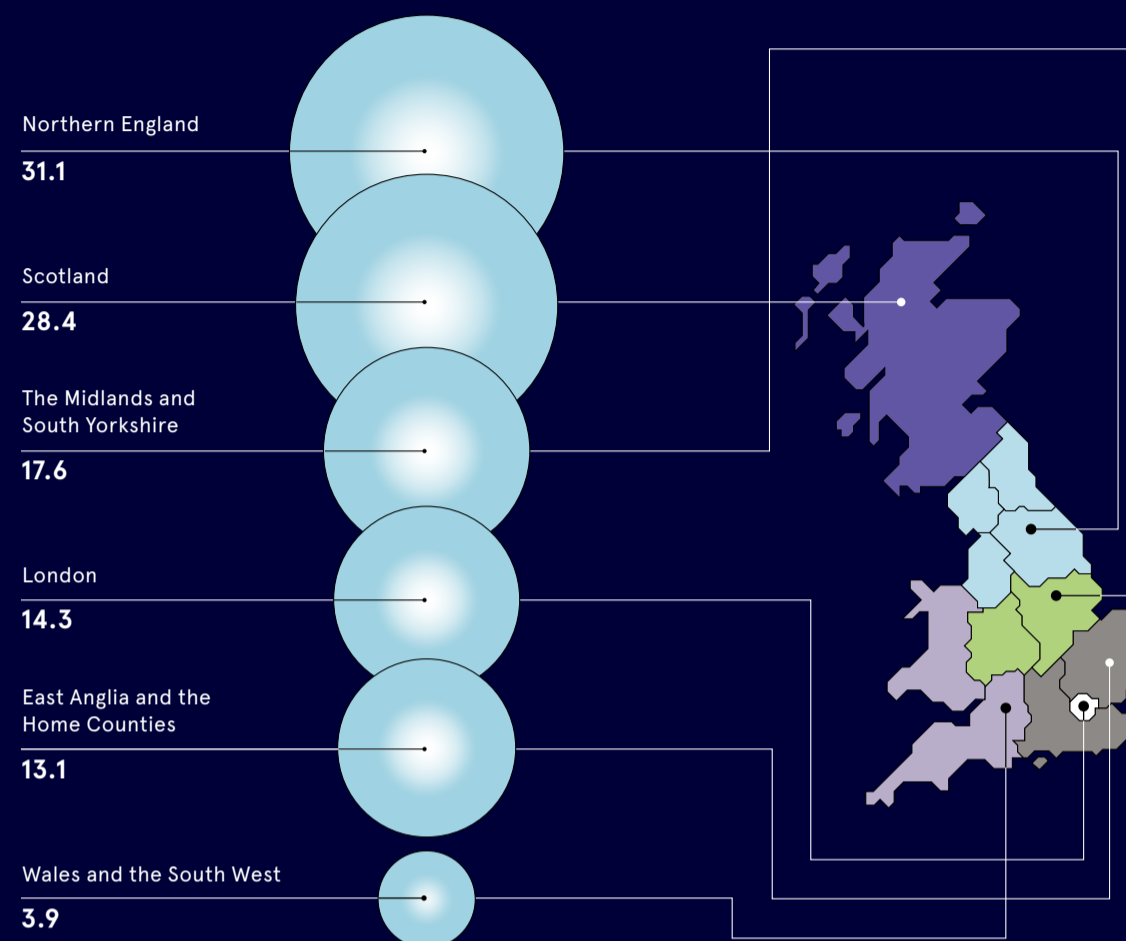 Northern England
31.1
Scotland
28.4
The Midlands and
South Yorkshire
17.6
London
14.3
East Anglia and the
Home Counties
13.1
Wales and the South West
3.9